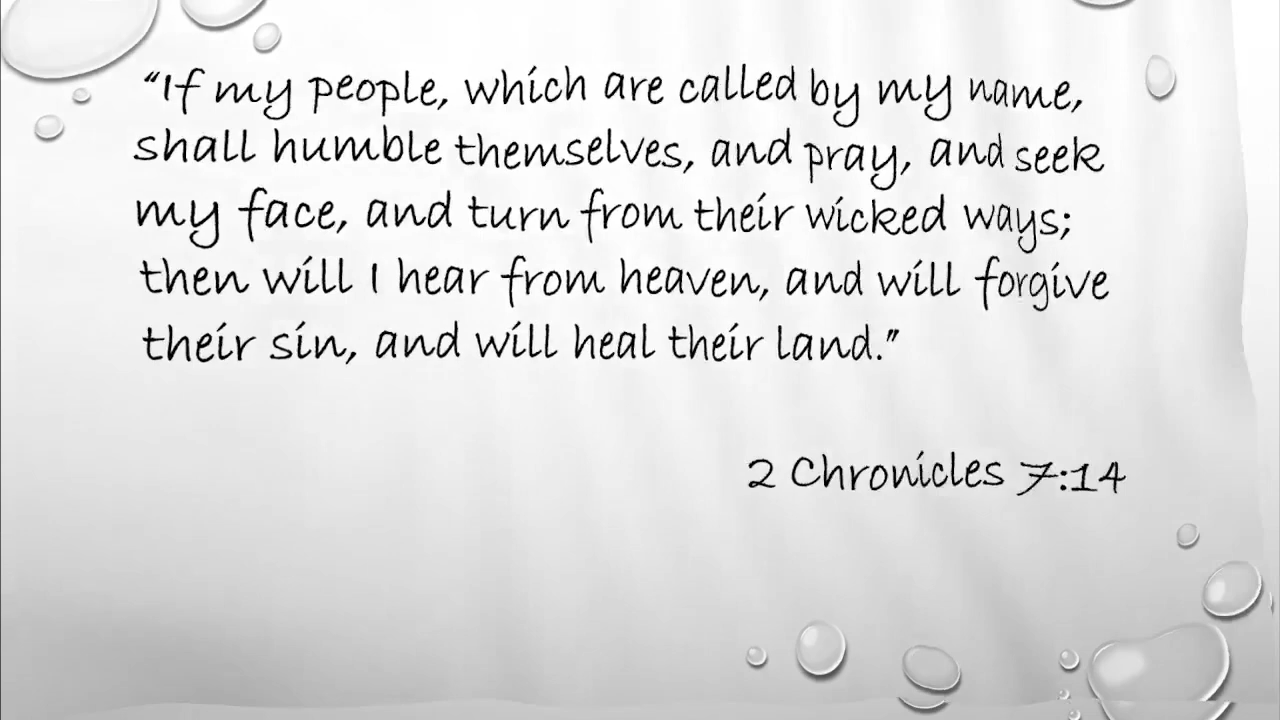 “If my people, which are called by my name,
shall humble themselves, and pray, and seek
my face, and turn from their wicked ways;
then will I hear from heaven, and will forgive
their sin, and will heal their land.”
2 Chronicles 7:14